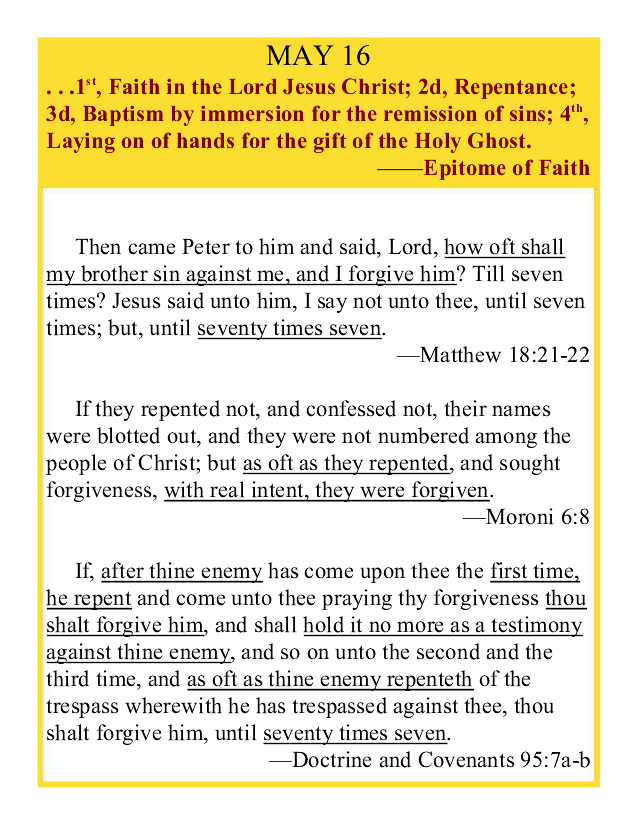 MAY 16
. . .1st, Faith in the Lord Jesus Christ; 2d, Repentance;
3d, Baptism by immersion for the remission of sins; 4th,
Laying on of hands for the gift of the Holy Ghost.
——Epitome of Faith
Then came Peter to him and said, Lord, how oft shall
my brother sin against me, and I forgive him? Till seven
times? Jesus said unto him, I say not unto thee, until seven
times; but, until seventy times seven.
—Matthew 18:21-22
If they repented not, and confessed not, their names
were blotted out, and they were not numbered among the
people of Christ; but as oft as they repented, and sought
forgiveness, with real intent, they were forgiven.
—Moroni 6:8
If, after thine enemy has come upon thee the first time,
he repent and come unto thee praying thy forgiveness thou
shalt forgive him, and shall hold it no more as a testimony
against thine enemy, and so on unto the second and the
third time, and as oft as thine enemy repenteth of the
trespass wherewith he has trespassed against thee, thou
shalt forgive him, until seventy times seven.
—Doctrine and Covenants 95:7a-b